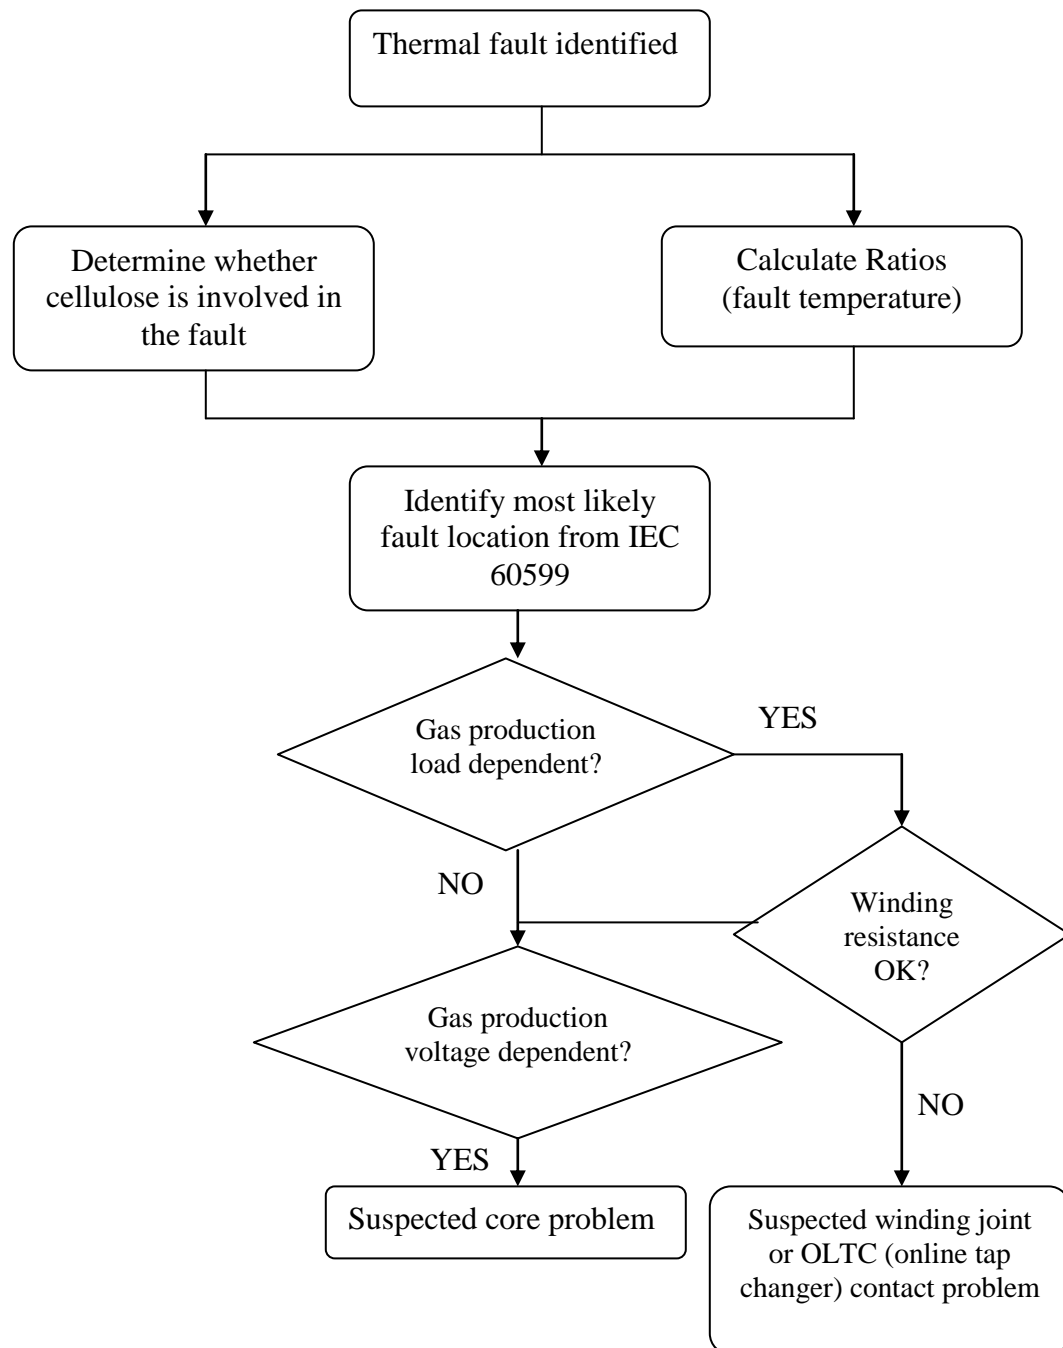 Thermal fault identified
Determine whether
cellulose is involved in
the fault
Calculate Ratios
(fault temperature)
Identify most likely
fault location from IEC
60599
Gas production
load dependent?
YES
NO
Winding
resistance
OK?
Gas production
voltage dependent?
NO
YES
Suspected core problem
Suspected winding joint
or OLTC (online tap
changer) contact problem